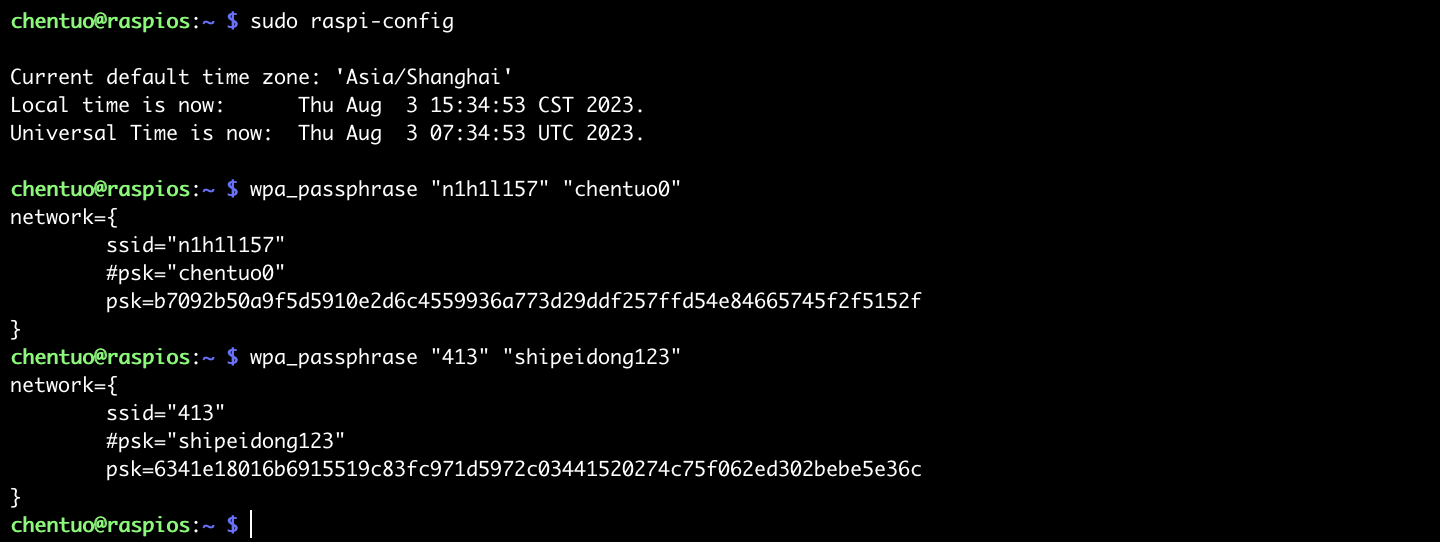 chentuo@raspios:~ $ sudo raspi-config
Current default time zone: 'Asia/Shanghai'
Local time is now:      Thu Aug  3 15:34:53 CST 2023.
Universal Time is now:  Thu Aug  3 07:34:53 UTC 2023.
chentuo@raspios:~ $ wpa_passphrase "n1h1l157" "chentuo0"
network={
        ssid="n1h1l157"
        #psk="chentuo0"
        psk=b7092b50a9f5d5910e2d6c4559936a773d29ddf257ffd54e84665745f2f5152f
}
chentuo@raspios:~ $ wpa_passphrase "413" "shipeidong123"
network={
        ssid="413"
        #psk="shipeidong123"
        psk=6341e18016b6915519c83fc971d5972c03441520274c75f062ed302bebe5e36c
}
chentuo@raspios:~ $